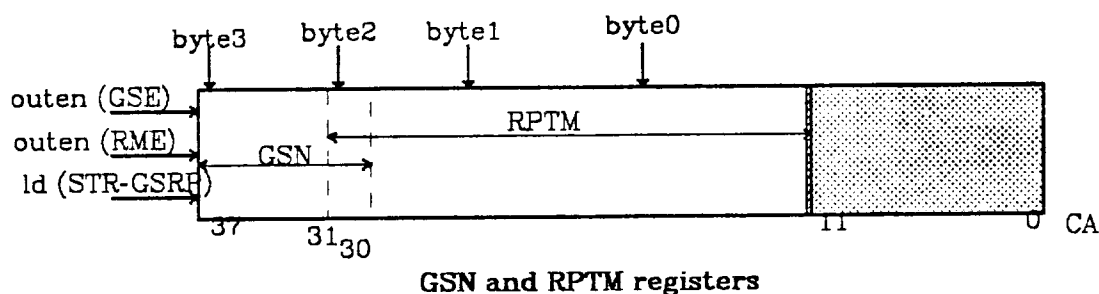 byte3 byte2 byte1 byte0
outen (GSE)
RPTM
outen (RME)
GSN
ld (STR-GSRP)
37 31 30 11 0 CA
GSN and RPTM registers